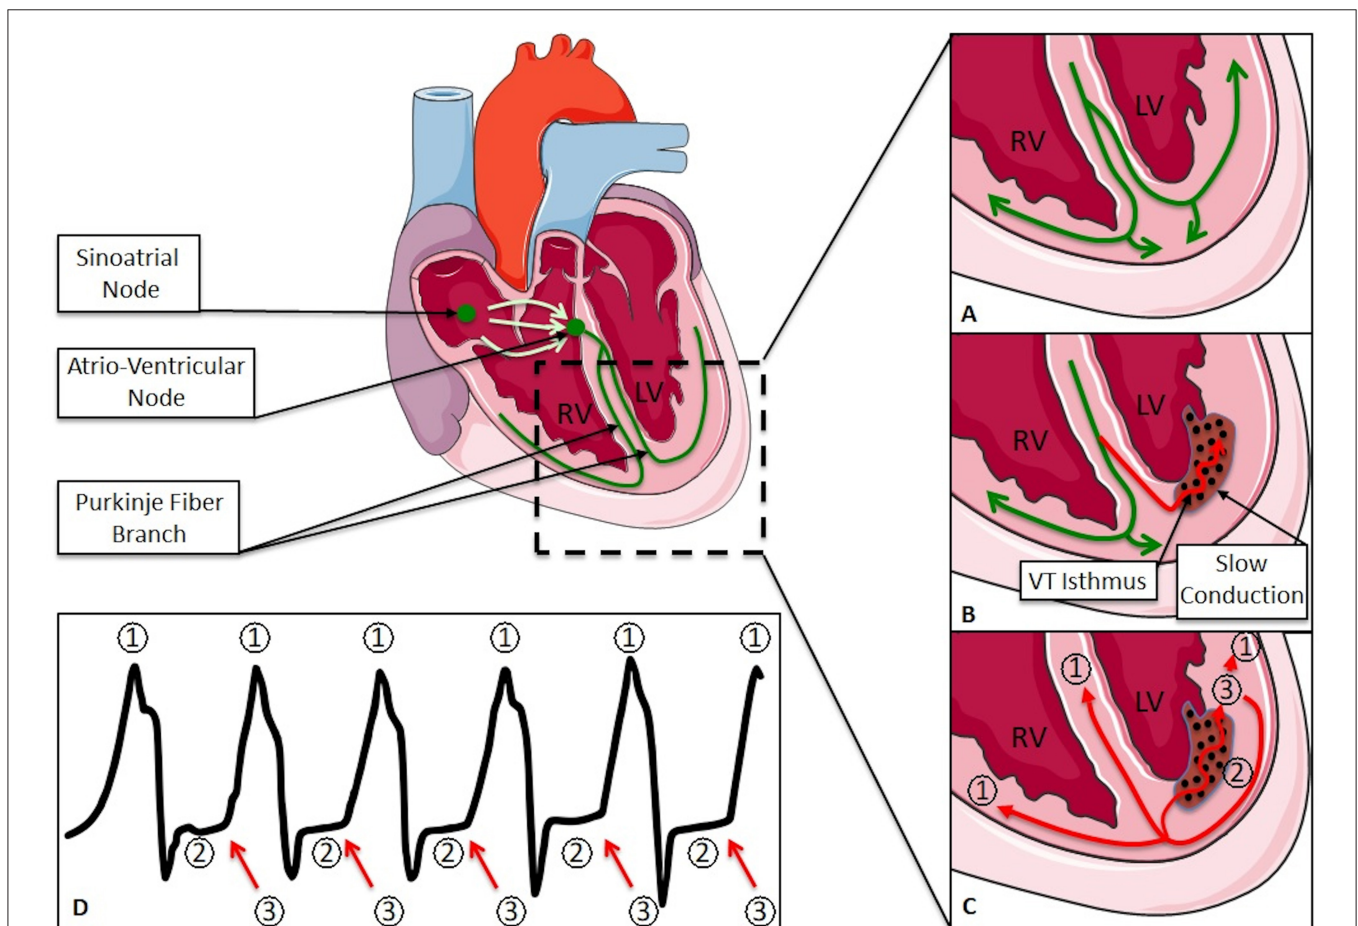 Sinoatrial
Node
Atrio-Ventricular
Node
Purkinje Fiber
Branch
RV
LV
RV
LV
A
RV
LV
VT Isthmus
Slow
Conduction
B
1
1
RV
LV
3
2
1
C
1 1 1 1 1 1
2 2 2 2 2
3 3 3 3 3
D